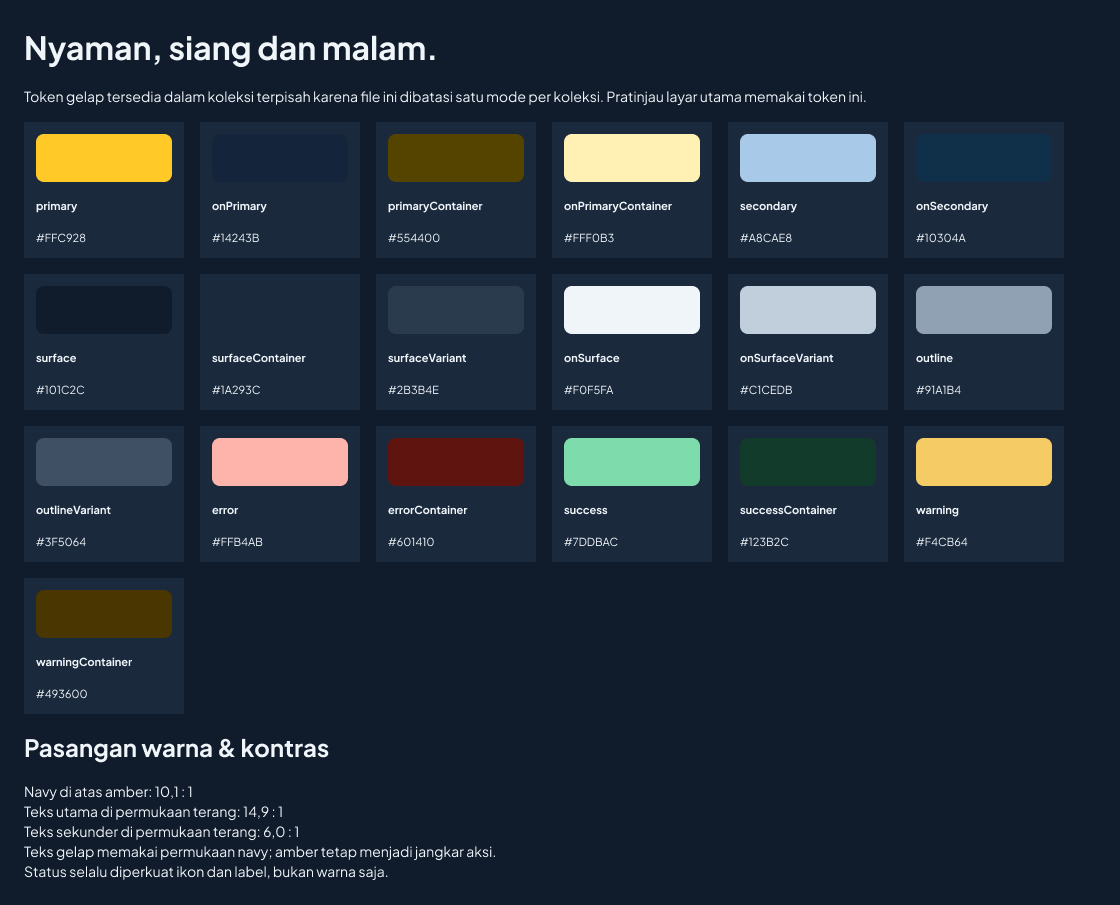 Nyaman, siang dan malam.
Token gelap tersedia dalam koleksi terpisah karena file ini dibatasi satu mode per koleksi. Pratinjau layar utama memakai token ini.
primary
onPrimary
primaryContainer
onPrimaryContainer
secondary
onSecondary
#FFC928
#14243B
#554400
#FFF0B3
#A8CAE8
#10304A
surface
surfaceContainer
surfaceVariant
onSurface
onSurfaceVariant
outline
#101C2C
#1A293C
#2B3B4E
#F0F5FA
#C1CEDB
#91A1B4
outlineVariant
error
errorContainer
success
successContainer
warning
#3F5064
#FFB4AB
#601410
#7DDBAC
#123B2C
#F4CB64
warningContainer
#493600
Pasangan warna & kontras
Navy di atas amber: 10,1 : 1
Teks utama di permukaan terang: 14,9 : 1
Teks sekunder di permukaan terang: 6,0 : 1
Teks gelap memakai permukaan navy; amber tetap menjadi jangkar aksi.
Status selalu diperkuat ikon dan label, bukan warna saja.